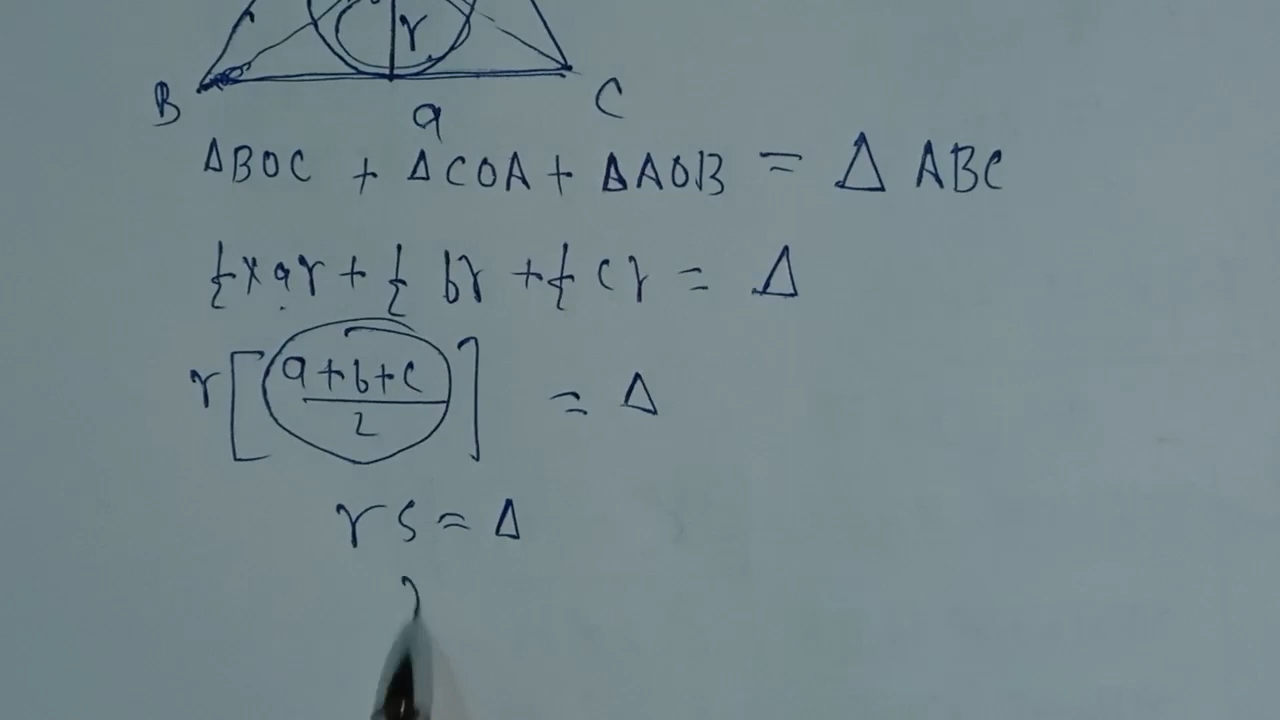 r
B
C
a
ΔBOC + ΔCOA + ΔAOB = Δ ABC
½ × ar + ½ br + ½ cr = Δ
r [ (a+b+c)/2 ] = Δ
rs = Δ